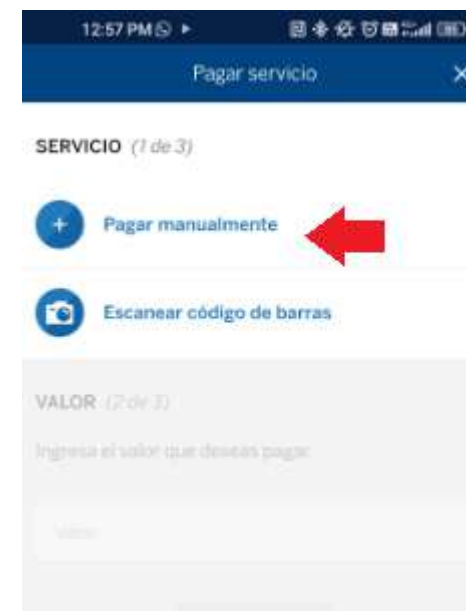 12:57 PM
Pagar servicio
SERVICIO (1 de 3)
Pagar manualmente
Escanear código de barras
VALOR (2 de 3)
Ingresa el valor que deseas pagar
Valor